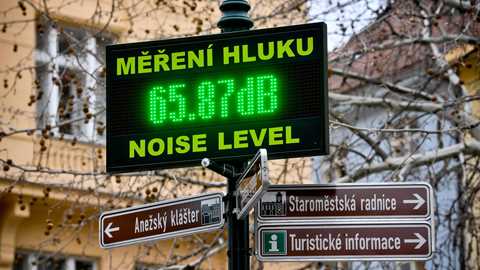 MĚŘENÍ HLUKU
65.87dB
NOISE LEVEL
Anežský klášter
Staroměstská radnice
i Turistické informace